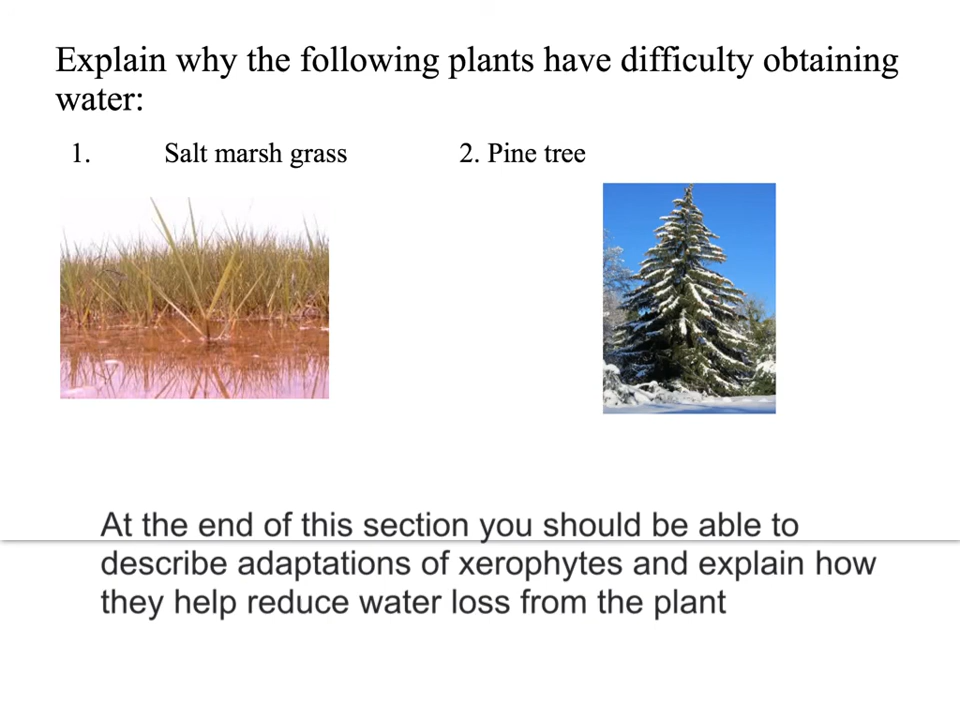 Explain why the following plants have difficulty obtaining
water:
1. Salt marsh grass 2. Pine tree
At the end of this section you should be able to
describe adaptations of xerophytes and explain how
they help reduce water loss from the plant